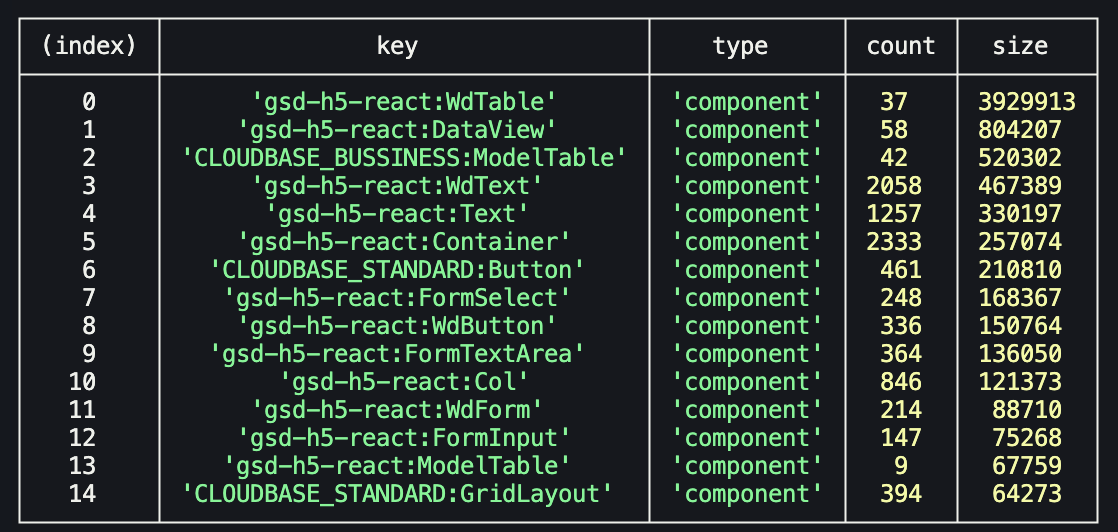 (index) key type count size
0 'gsd-h5-react:WdTable' 'component' 37 3929913
1 'gsd-h5-react:DataView' 'component' 58 804207
2 'CLOUDBASE_BUSSINESS:ModelTable' 'component' 42 520302
3 'gsd-h5-react:WdText' 'component' 2058 467389
4 'gsd-h5-react:Text' 'component' 1257 330197
5 'gsd-h5-react:Container' 'component' 2333 257074
6 'CLOUDBASE_STANDARD:Button' 'component' 461 210810
7 'gsd-h5-react:FormSelect' 'component' 248 168367
8 'gsd-h5-react:WdButton' 'component' 336 150764
9 'gsd-h5-react:FormTextArea' 'component' 364 136050
10 'gsd-h5-react:Col' 'component' 846 121373
11 'gsd-h5-react:WdForm' 'component' 214 88710
12 'gsd-h5-react:FormInput' 'component' 147 75268
13 'gsd-h5-react:ModelTable' 'component' 9 67759
14 'CLOUDBASE_STANDARD:GridLayout' 'component' 394 64273